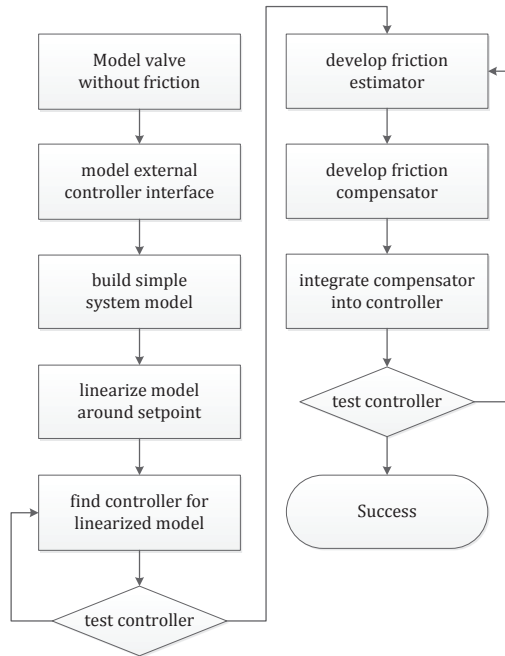 Model valve
without friction
model external
controller interface
build simple
system model
linearize model
around setpoint
find controller for
linearized model
test controller
develop friction
estimator
develop friction
compensator
integrate compensator
into controller
test controller
Success